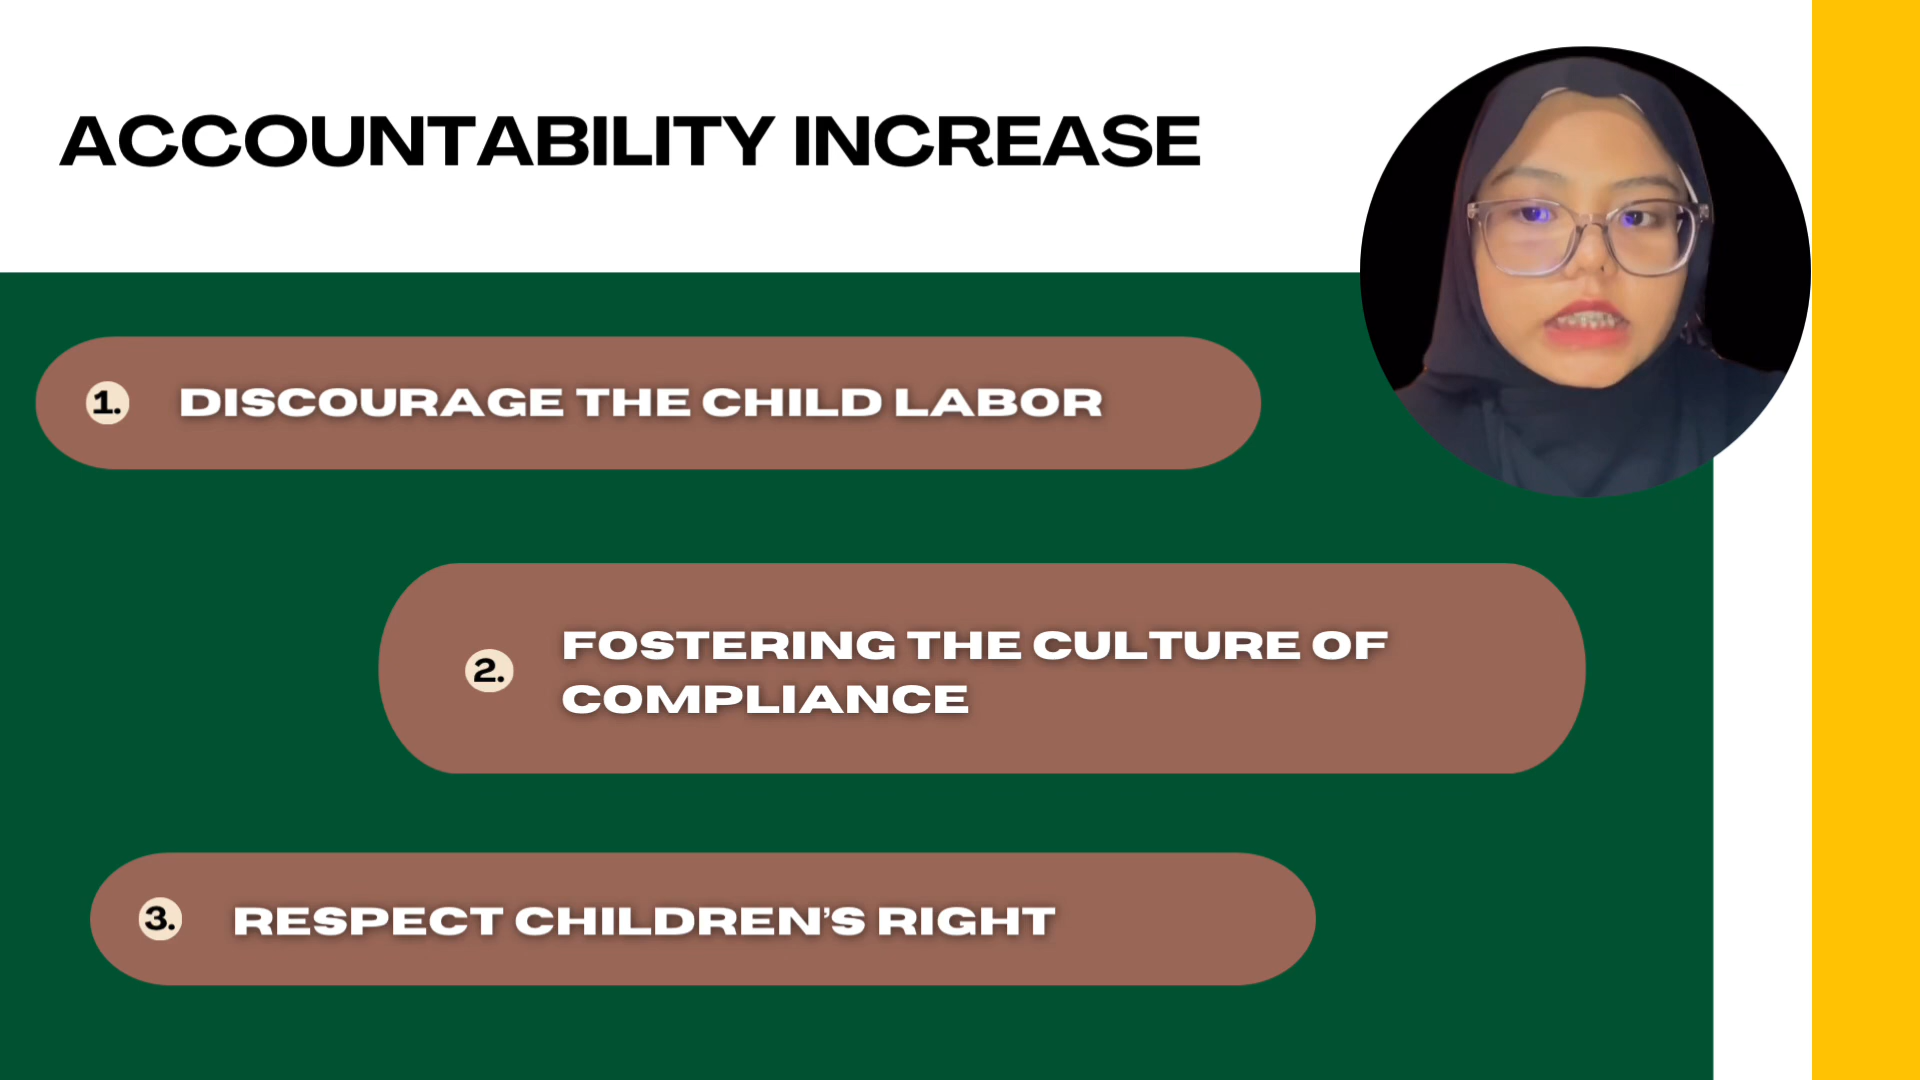 ACCOUNTABILITY INCREASE
1. DISCOURAGE THE CHILD LABOR
2. FOSTERING THE CULTURE OF
COMPLIANCE
3. RESPECT CHILDREN'S RIGHT